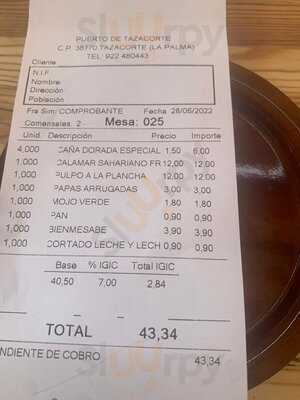 PUERTO DE TAZACORTE
C.P. 38770 TAZACORTE (LA PALMA)
TEL: 922 480443
Cliente
N.I.F
Nombre:
Dirección:
Población
Fra Sim: COMPROBANTE Fecha 28/05/2022
Comensales. 2 Mesa: 025
Unid. Descripción Precio Importe
4,000 CAÑA DORADA ESPECIAL 1,50 6,00
1,000 CALAMAR SAHARIANO FR 12,00 12,00
1,000 PULPO A LA PLANCHA 12,00 12,00
1,000 PAPAS ARRUGADAS 3,00 3,00
1,000 MOJO VERDE 1,80 1,80
1,000 PAN 0,90 0,90
1,000 BIENMESABE 3,90 3,90
1,000 CORTADO LECHE Y LECH 0,90 0,90
Base % IGIC Total IGIC
40,50 7,00 2,84
TOTAL 43,34
NDIENTE DE COBRO 43,34
sluurpy
sluurpy
sluurpy